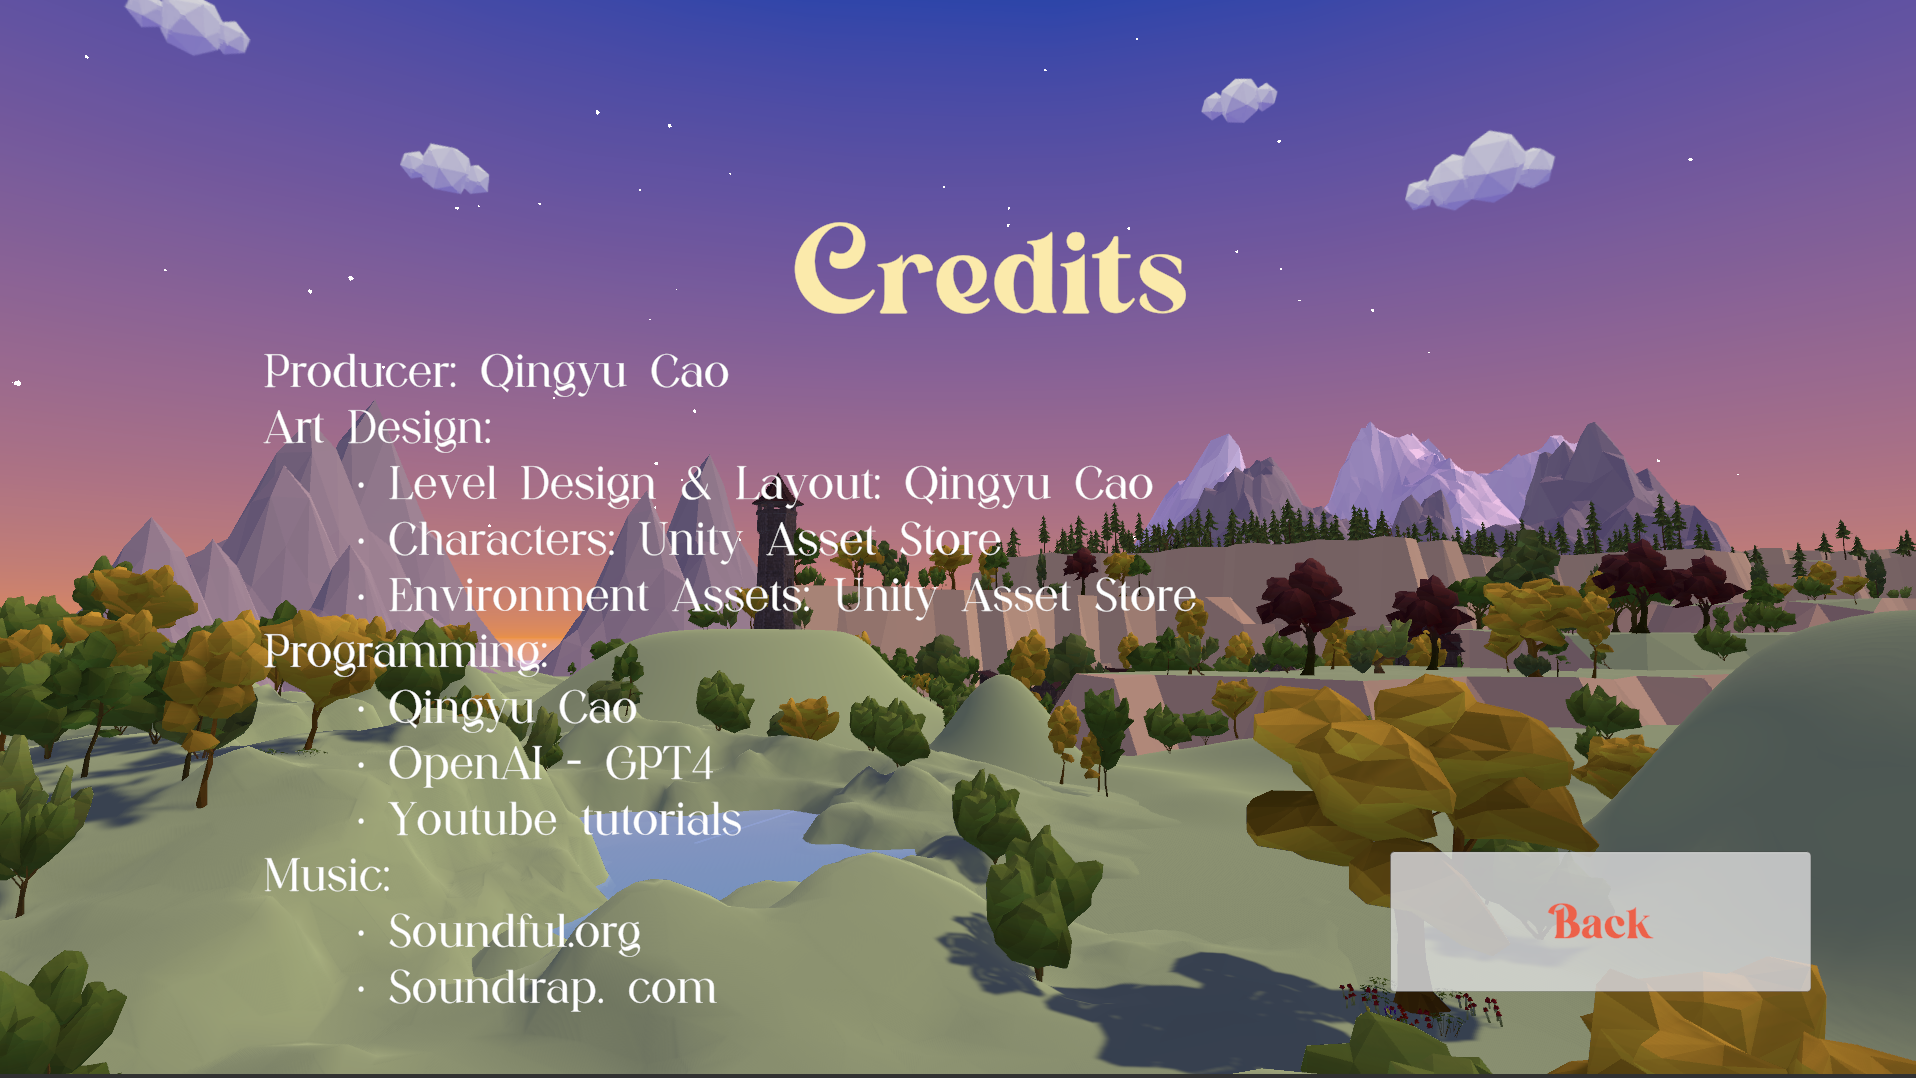 Credits
Producer: Qingyu Cao
Art Design:
· Level Design & Layout: Qingyu Cao
· Characters: Unity Asset Store
· Environment Assets: Unity Asset Store
Programming:
· Qingyu Cao
· OpenAI - GPT4
· Youtube tutorials
Music:
· Soundful.org
· Soundtrap. com
Back